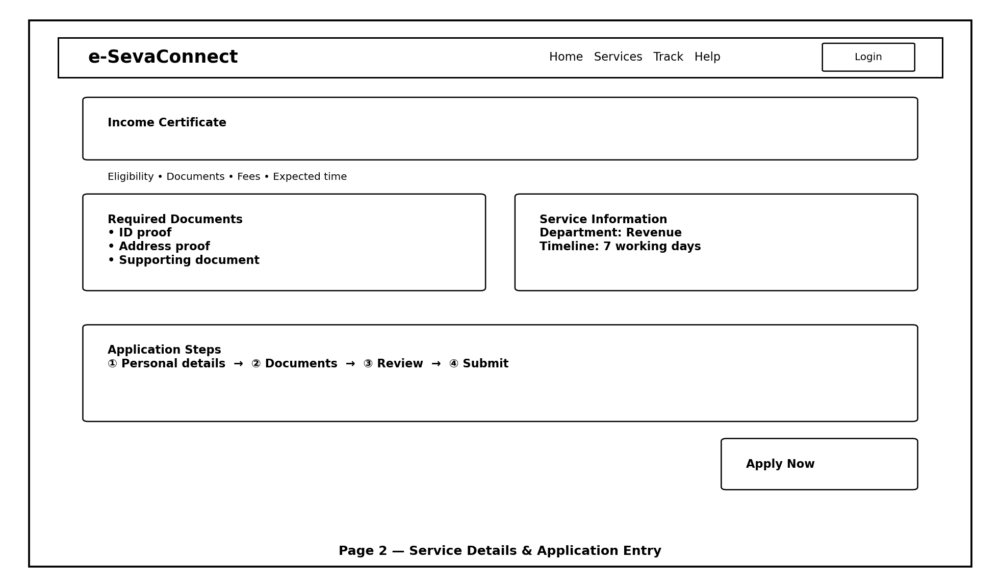 e-SevaConnect
Home Services Track Help
Login
Income Certificate
Eligibility • Documents • Fees • Expected time
Required Documents
• ID proof
• Address proof
• Supporting document
Service Information
Department: Revenue
Timeline: 7 working days
Application Steps
① Personal details → ② Documents → ③ Review → ④ Submit
Apply Now
Page 2 — Service Details & Application Entry